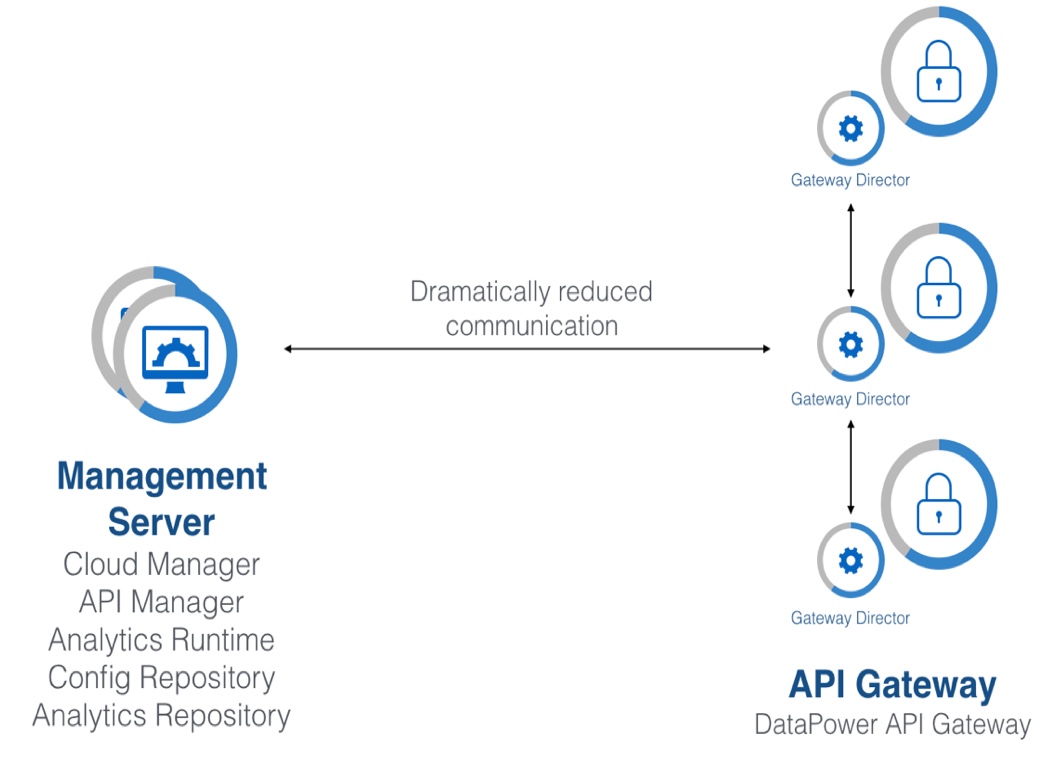 Gateway Director
Dramatically reduced
communication
Gateway Director
Management
Server
Cloud Manager
API Manager
Analytics Runtime
Config Repository
Analytics Repository
Gateway Director
API Gateway
DataPower API Gateway